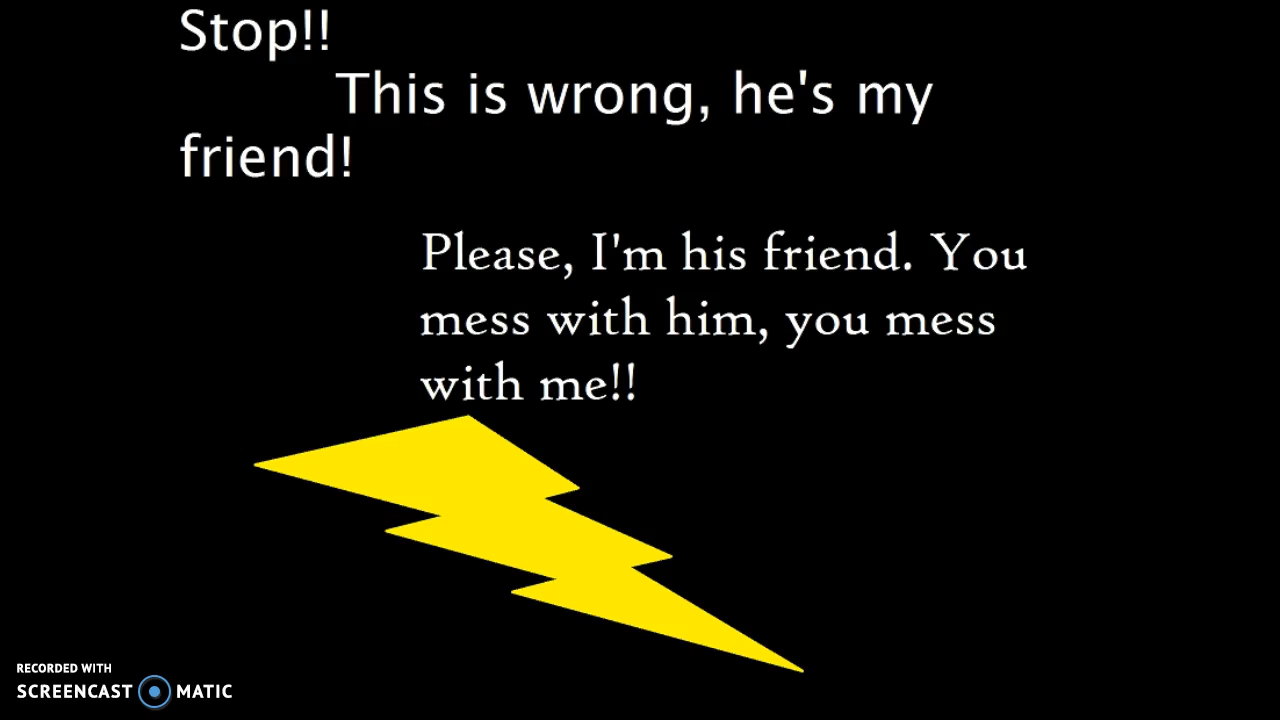 Stop!!
This is wrong, he's my
friend!
Please, I'm his friend. You
mess with him, you mess
with me!!
RECORDED WITH
SCREENCAST MATIC